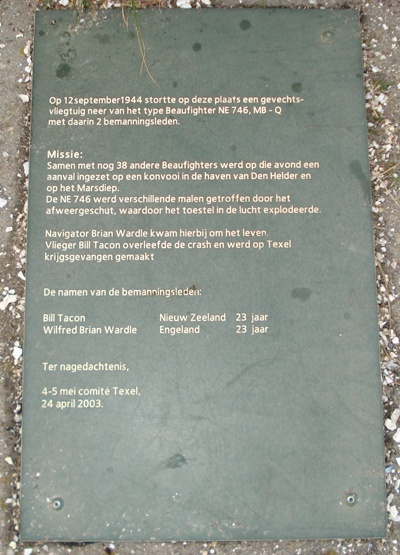 Op 12 september 1944 stortte op deze plaats een gevechts-
vliegtuig neer van het type Beaufighter NE 746, MB - Q
met daarin 2 bemanningsleden.
Missie:
Samen met nog 38 andere Beaufighters werd op die avond een
aanval ingezet op een konvooi in de haven van Den Helder en
op het Marsdiep.
De NE 746 werd verschillende malen getroffen door het
afweergeschut, waardoor het toestel in de lucht explodeerde.
Navigator Brian Wardle kwam hierbij om het leven.
Vlieger Bill Tacon overleefde de crash en werd op Texel
krijgsgevangen gemaakt
De namen van de bemanningsleden:
Bill Tacon Nieuw Zeeland 23 jaar
Wilfred Brian Wardle Engeland 23 jaar
Ter nagedachtenis,
4-5 mei comité Texel,
24 april 2003.